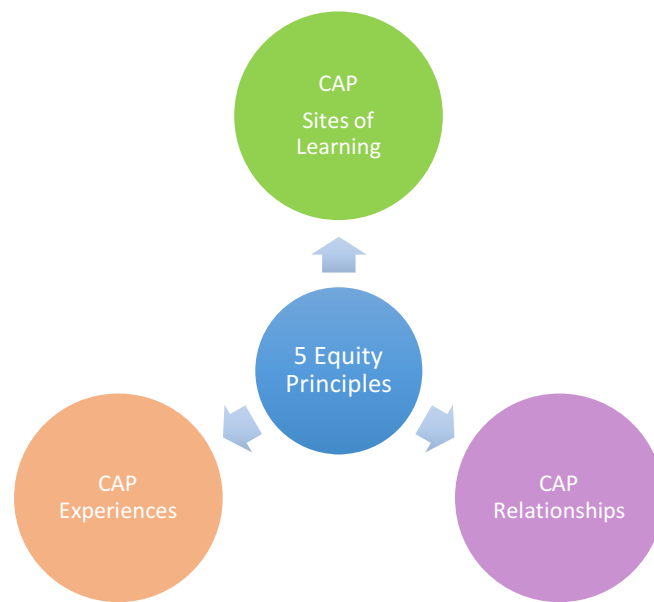 CAP
Sites of
Learning
5 Equity
Principles
CAP
Experiences
CAP
Relationships